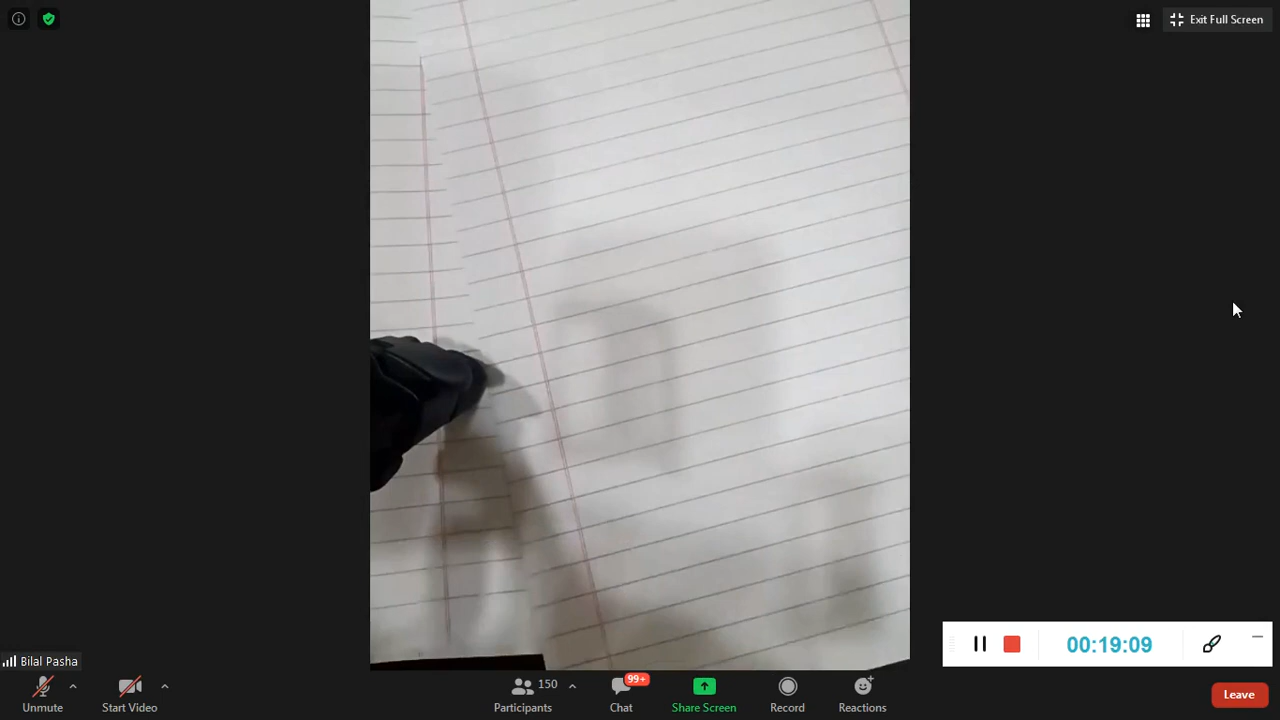 Exit Full Screen
00:19:09
Bilal Pasha
150
99+
Unmute
Start Video
Participants
Chat
Share Screen
Record
Reactions
Leave